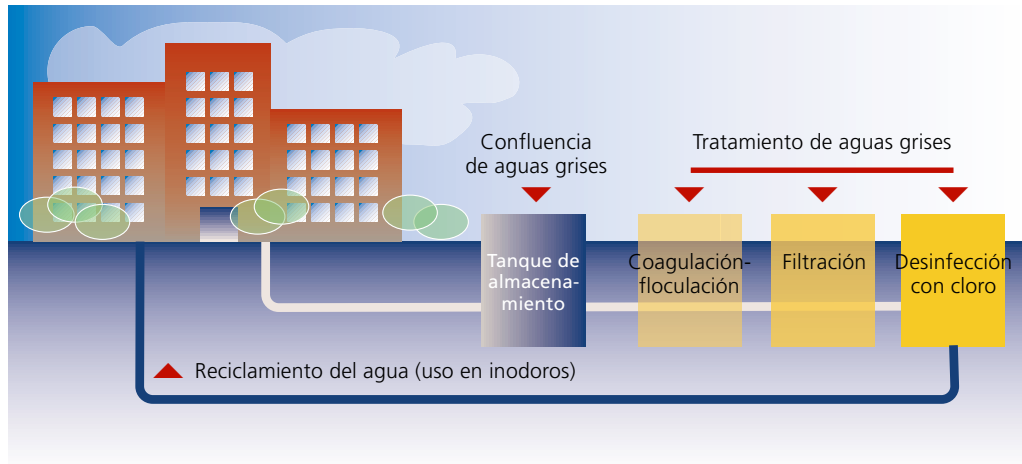 Confluencia
de aguas grises
Tratamiento de aguas grises
Tanque de
almacena-
miento
Coagulación-
floculación
Filtración
Desinfección
con cloro
Reciclamiento del agua (uso en inodoros)